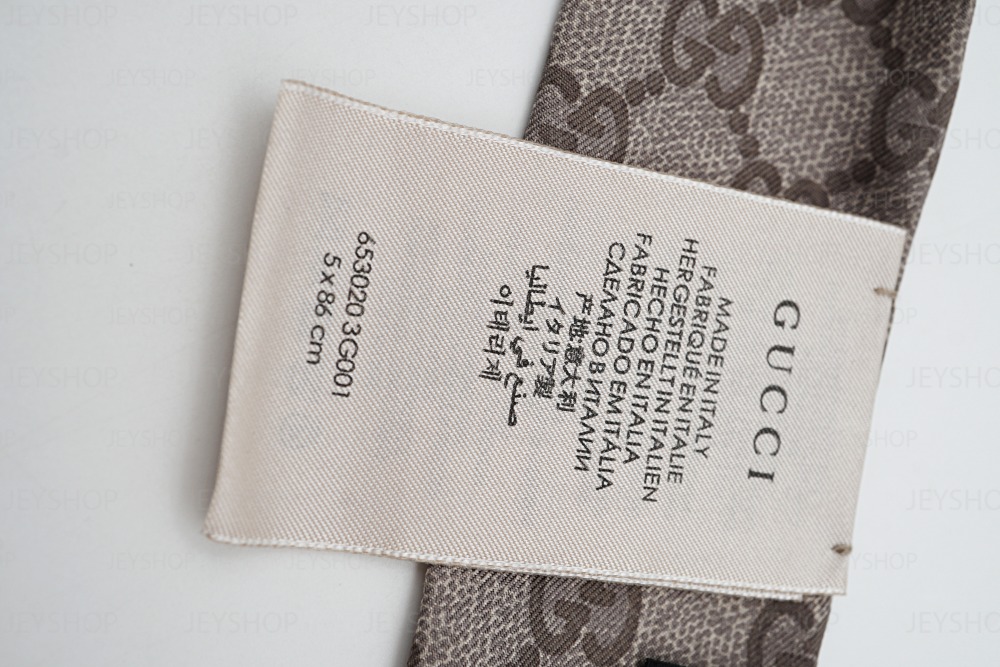 GUCCI
MADE IN ITALY
FABRIQUÉ EN ITALIE
HERGESTELLT IN ITALIEN
HECHO EN ITALIA
FABRICADO EM ITÁLIA
СДЕЛАНО В ИТАЛИИ
产地:意大利
イタリア製
صنع في إيطاليا
이태리제
653020 3G001
5 x 86 cm
JEYSHOP